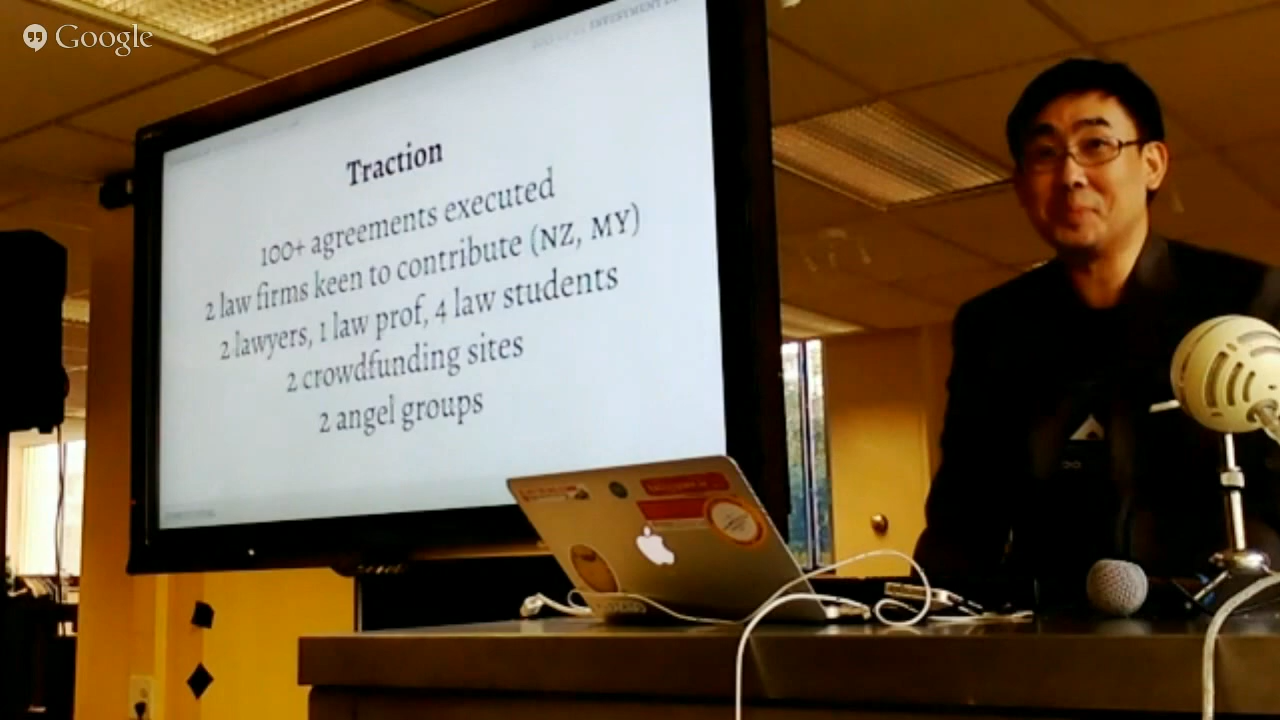 Google
Traction
100+ agreements executed
2 law firms keen to contribute (NZ, MY)
2 lawyers, 1 law prof, 4 law students
2 crowdfunding sites
2 angel groups